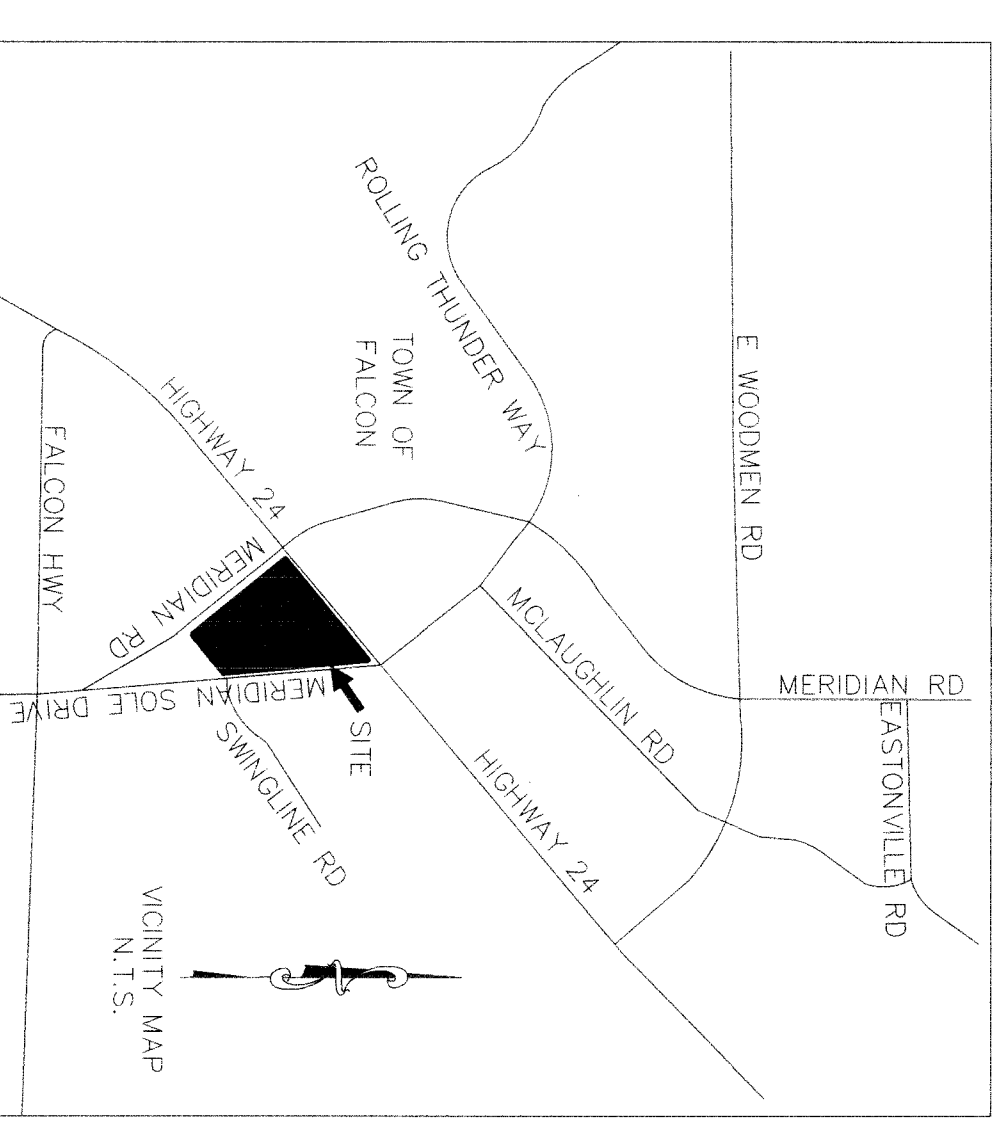 E WOODMEN RD
MERIDIAN RD
EASTONVILLE RD
ROLLING THUNDER WAY
TOWN OF
FALCON
MCLAUGHLIN RD
HIGHWAY 24
HIGHWAY 24
MERIDIAN RD
SITE
MERIDIAN SOLE DRIVE
SWINGLINE RD
FALCON HWY
VICINITY MAP
N.T.S.